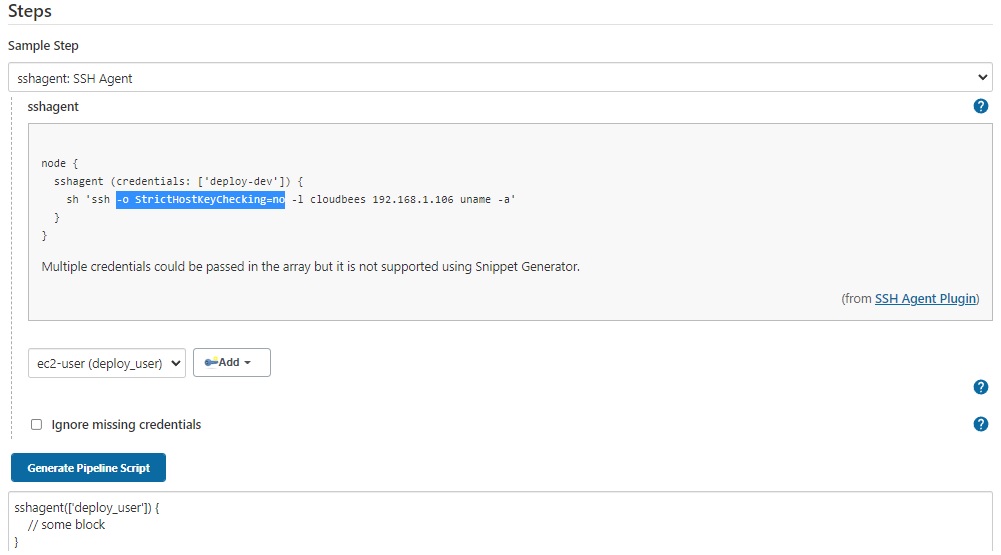 Steps
Sample Step
sshagent: SSH Agent
sshagent
?
node {
  sshagent (credentials: ['deploy-dev']) {
    sh 'ssh -o StrictHostKeyChecking=no -l cloudbees 192.168.1.106 uname -a'
  }
}
Multiple credentials could be passed in the array but it is not supported using Snippet Generator.
(from SSH Agent Plugin)
ec2-user (deploy_user)
Add
?
Ignore missing credentials
?
Generate Pipeline Script
sshagent(['deploy_user']) {
    // some block
}